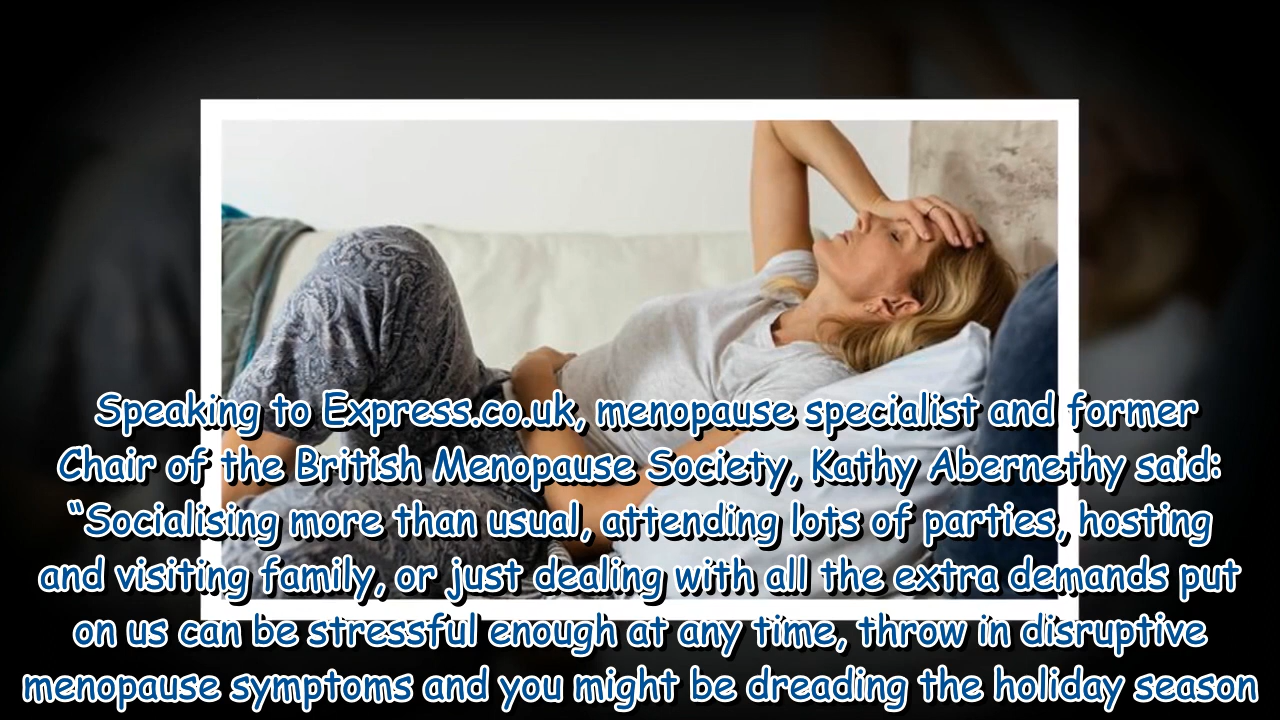 Speaking to Express.co.uk, menopause specialist and former
Chair of the British Menopause Society, Kathy Abernethy said:
“Socialising more than usual, attending lots of parties, hosting
and visiting family, or just dealing with all the extra demands put
on us can be stressful enough at any time, throw in disruptive
menopause symptoms and you might be dreading the holiday season